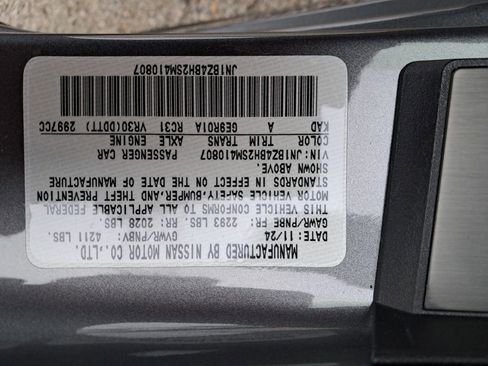 MANUFACTURED BY NISSAN MOTOR CO.,LTD.
DATE: 11/24 GVWR/PNBV: 4211 LBS.
GAWR/PNBE FR: 2293 LBS. RR: 2028 LBS.
THIS VEHICLE CONFORMS TO ALL APPLICABLE FEDERAL
MOTOR VEHICLE SAFETY,BUMPER,AND,THEFT PREVENTION
STANDARDS IN EFFECT ON THE DATE OF MANUFACTURE
SHOWN ABOVE.
VIN: JN1BZ4BH2SM410807 PASSENGER CAR
COLOR TRIM TRANS AXLE ENGINE
KAD A GE9R01A RC31 VR30(DDTT) 2997CC
JN1BZ4BH2SM410807